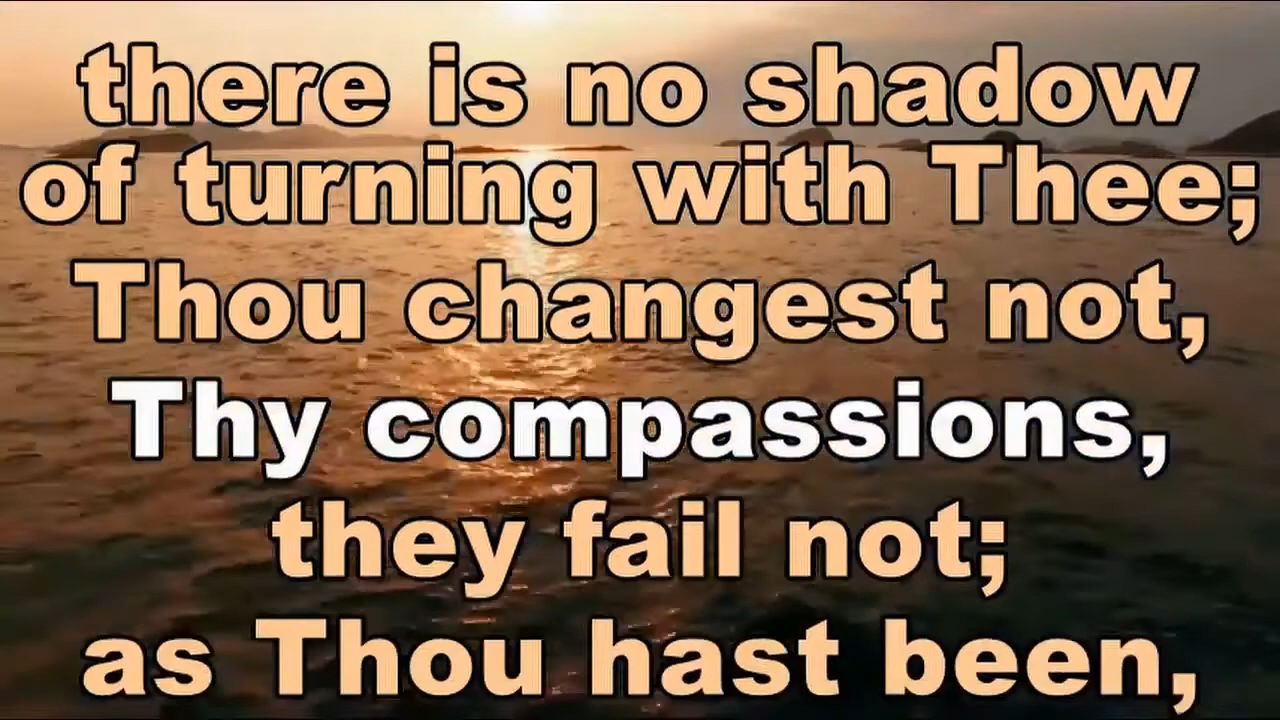 there is no shadow
of turning with Thee;
Thou changest not,
Thy compassions,
they fail not;
as Thou hast been,